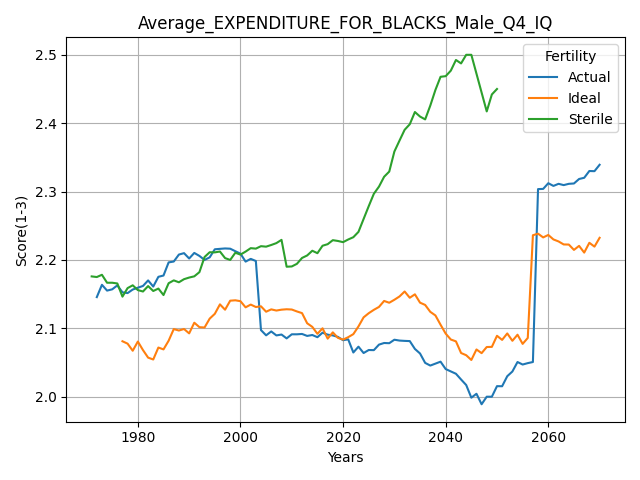 Average_EXPENDITURE_FOR_BLACKS_Male_Q4_IQ
Score(1-3)
2.5
2.4
2.3
2.2
2.1
2.0
Fertility
Actual
Ideal
Sterile
1980 2000 2020 2040 2060
Years